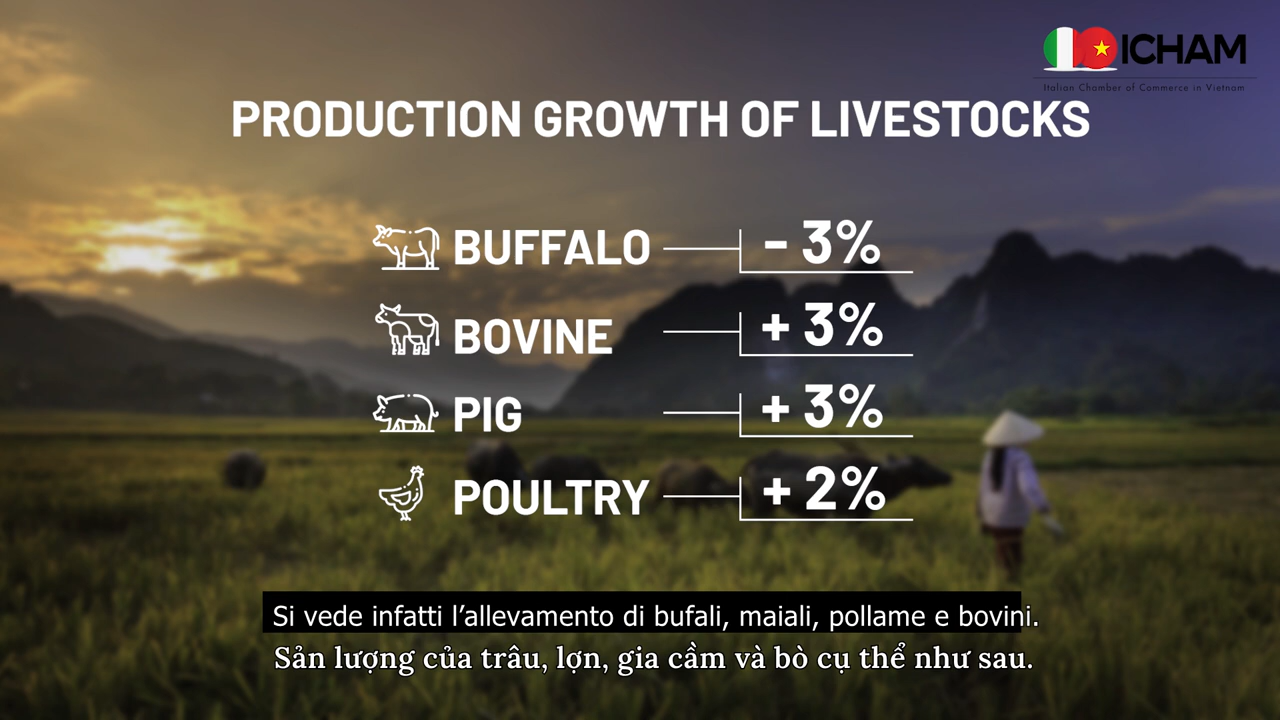 ICHAM
Italian Chamber of Commerce in Vietnam
PRODUCTION GROWTH OF LIVESTOCKS
BUFFALO - 3%
BOVINE + 3%
PIG + 3%
POULTRY + 2%
Si vede infatti l’allevamento di bufali, maiali, pollame e bovini.
Sản lượng của trâu, lợn, gia cầm và bò cụ thể như sau.